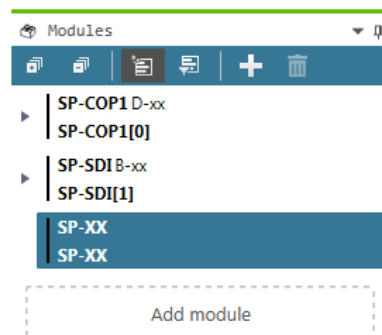 Modules
SP-COP1 D-xx
SP-COP1[0]
SP-SDI B-xx
SP-SDI[1]
SP-XX
SP-XX
Add module